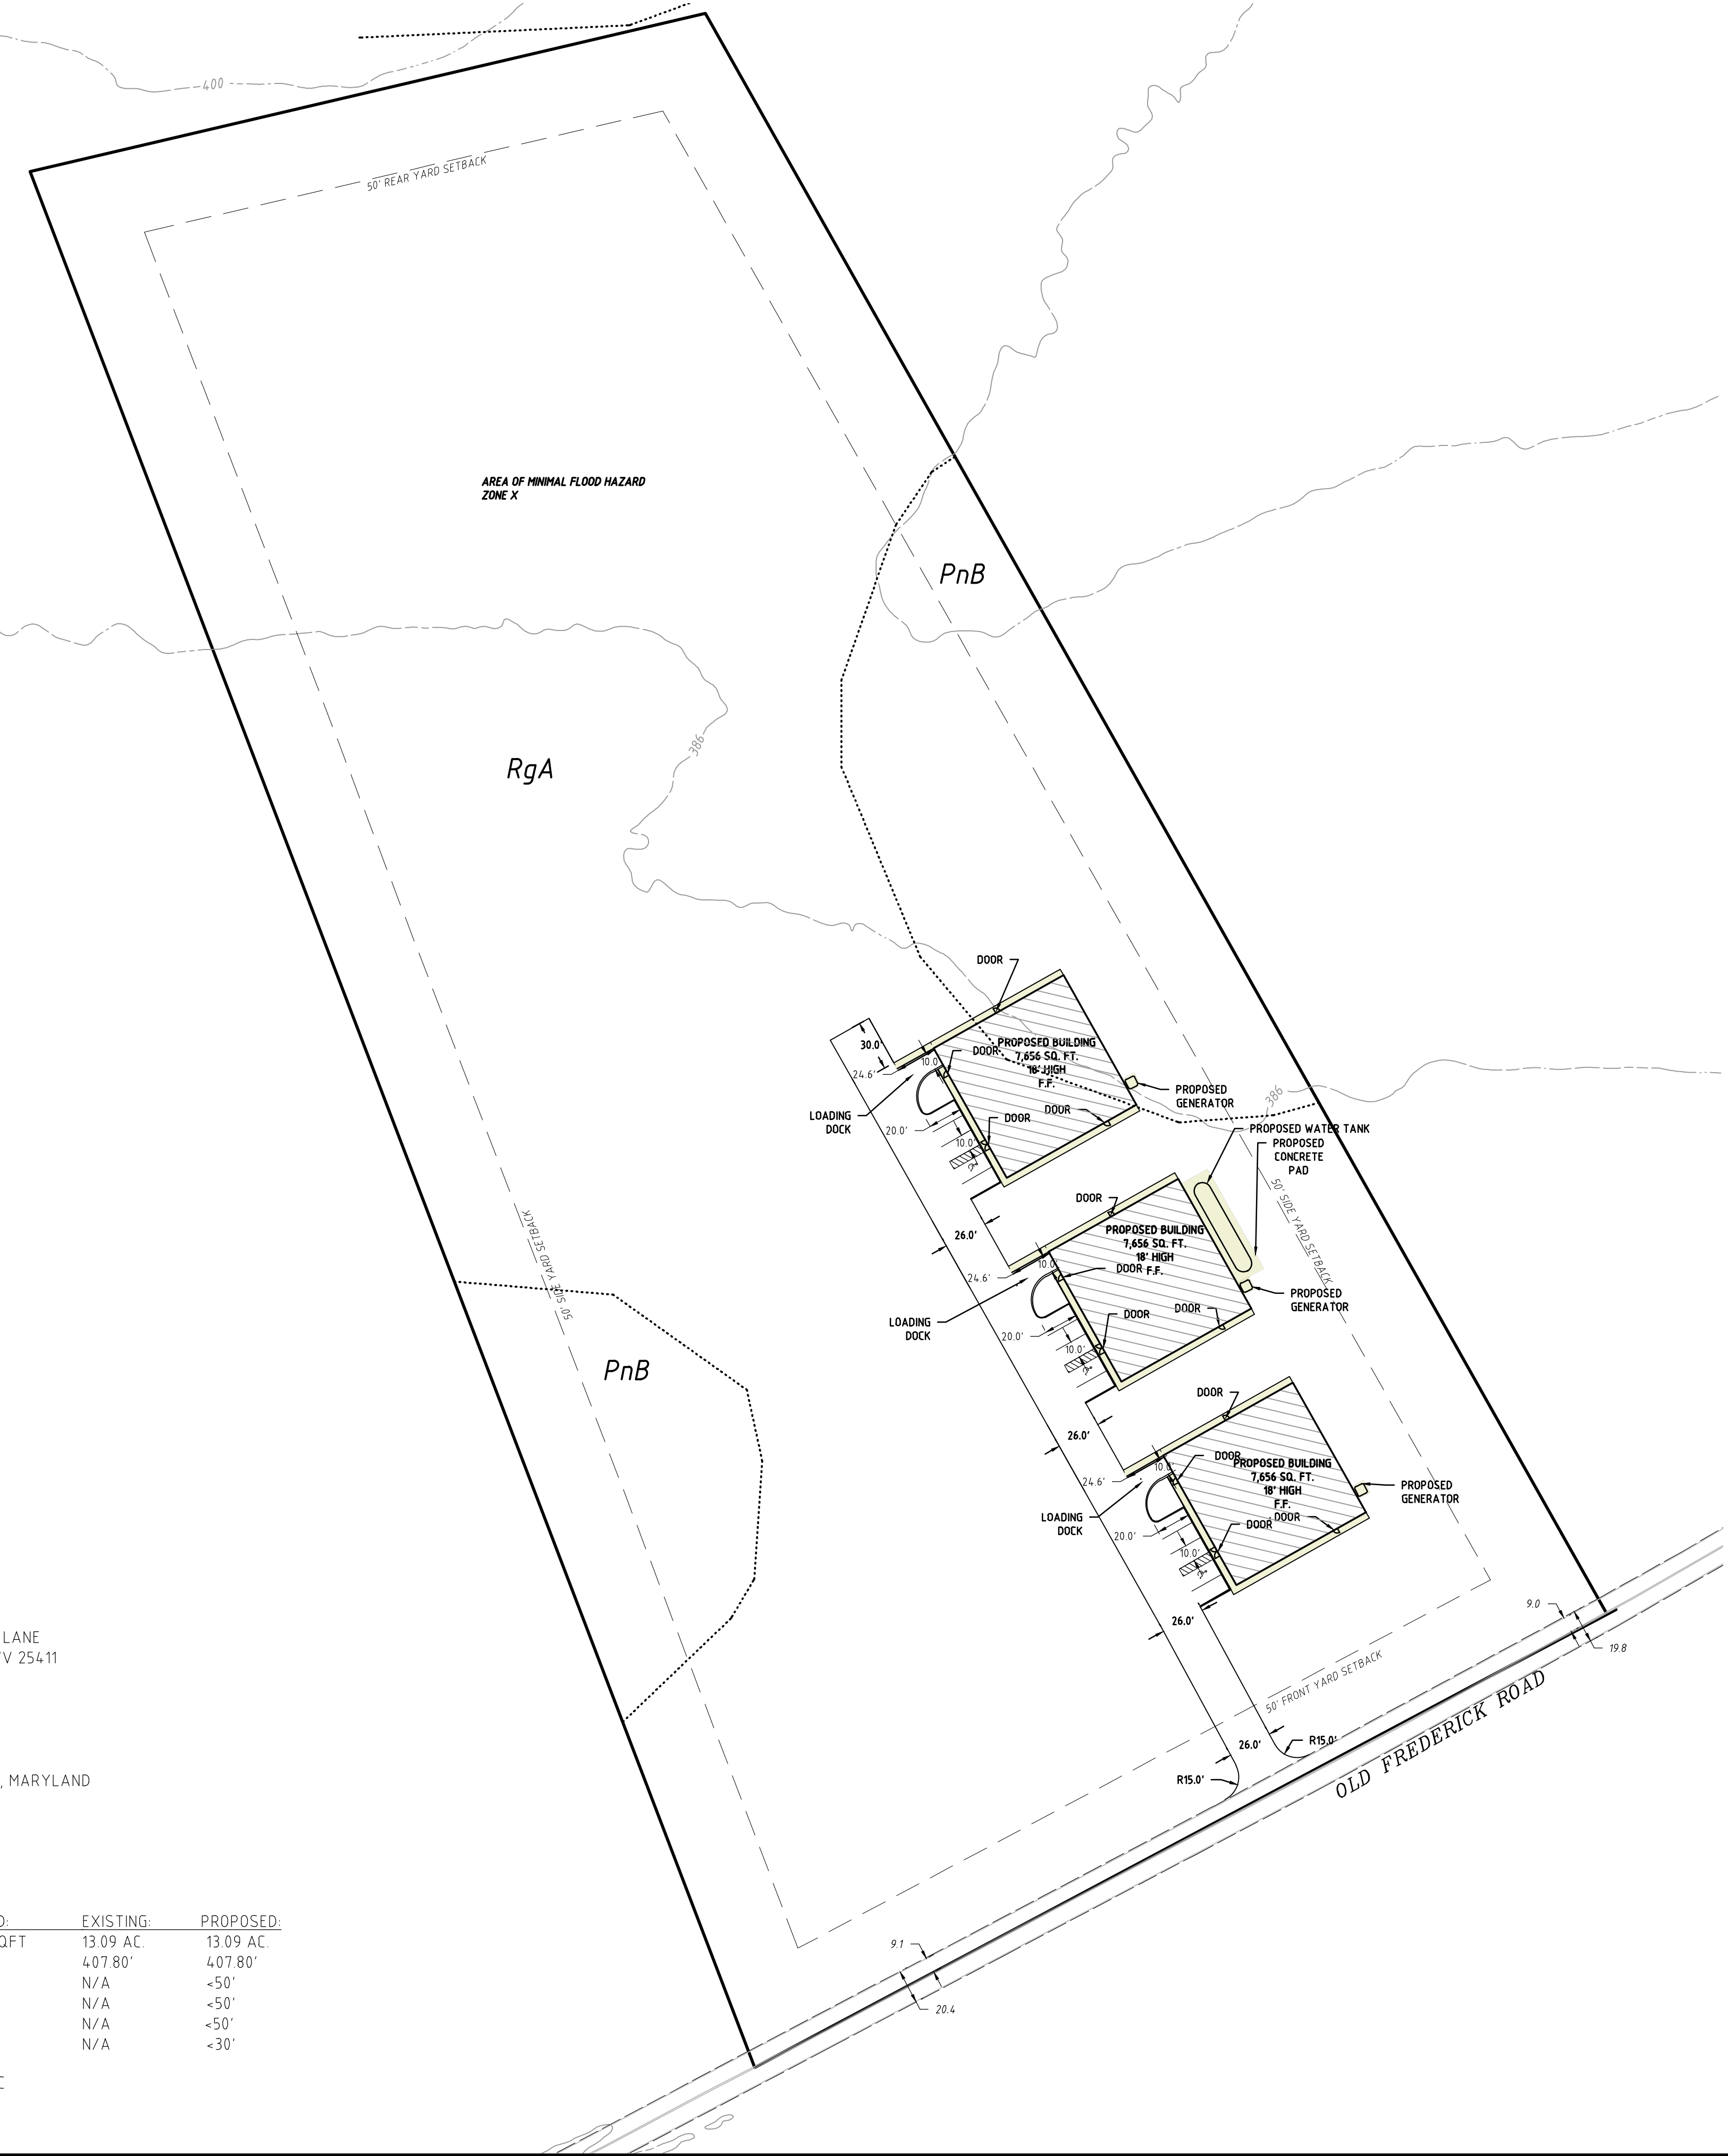 400
50' REAR YARD SETBACK
AREA OF MINIMAL FLOOD HAZARD
ZONE X
PnB
RgA
386
DOOR
30.0'
24.6'
10.0'
DOOR
PROPOSED BUILDING
7,656 SQ. FT.
18' HIGH
F.F.
PROPOSED
GENERATOR
LOADING
DOCK
20.0'
10.0'
DOOR
DOOR
386
PROPOSED WATER TANK
PROPOSED
CONCRETE
PAD
50' SIDE YARD SETBACK
DOOR
26.0'
24.6'
10.0'
PROPOSED BUILDING
7,656 SQ. FT.
18' HIGH
F.F.
DOOR
PROPOSED
GENERATOR
LOADING
DOCK
20.0'
10.0'
DOOR
DOOR
50' SIDE YARD SETBACK
PnB
DOOR
26.0'
24.6'
10.0'
DOOR
PROPOSED BUILDING
7,656 SQ. FT.
18' HIGH
F.F.
PROPOSED
GENERATOR
LOADING
DOCK
20.0'
10.0'
DOOR
DOOR
26.0'
9.0
19.8
50' FRONT YARD SETBACK
OLD FREDERICK ROAD
26.0'
R15.0'
R15.0'
9.1
20.4
LANE
25411
, MARYLAND
EXISTING: PROPOSED:
13.09 AC. 13.09 AC.
407.80' 407.80'
N/A <50'
N/A <50'
N/A <50'
N/A <30'